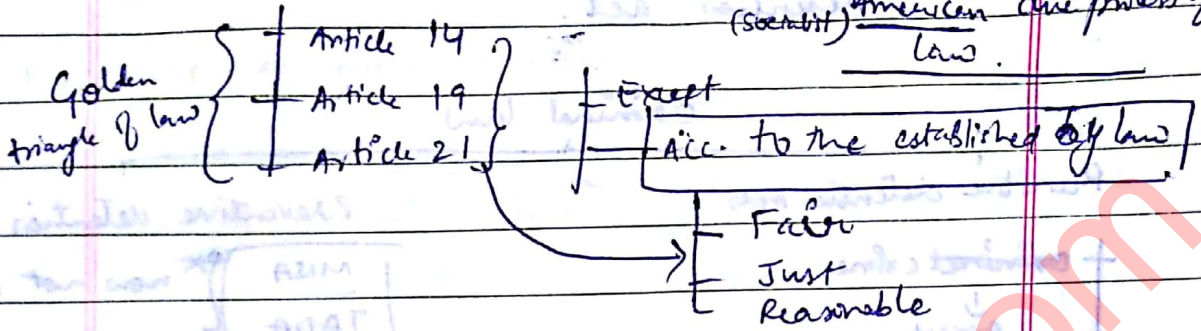 (Socialist) American due process of
law.
Golden
triangle of law
Article 14
Article 19
Article 21
Except
Acc. to the established by law
Fair
Just
Reasonable